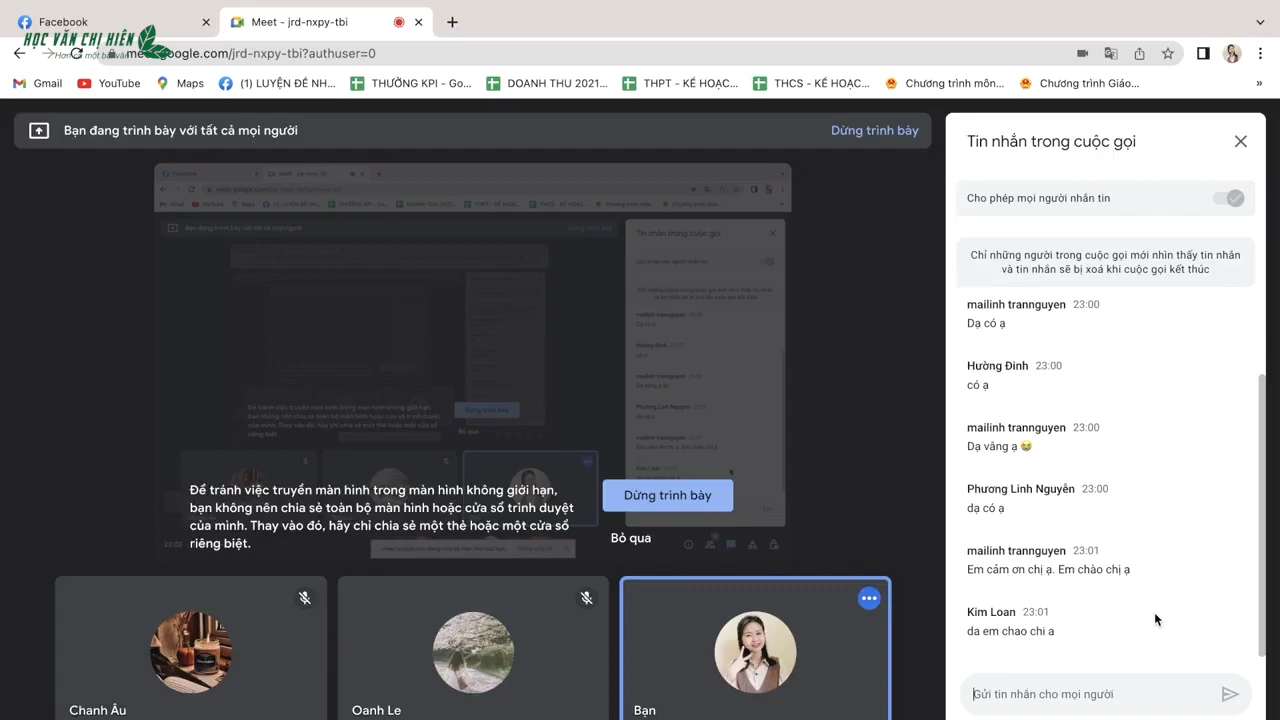 Facebook
Meet - jrd-nxpy-tbi
HỌC VĂN CHỊ HIÊN
Hơn cả một bài văn
meet.google.com/jrd-nxpy-tbi?authuser=0
Gmail
YouTube
Maps
(1) LUYỆN ĐỀ NH...
THƯỞNG KPI - Go...
DOANH THU 2021...
THPT - KẾ HOẠC...
THCS - KẾ HOẠC...
Chương trình môn...
Chương trình Giáo...
»
Bạn đang trình bày với tất cả mọi người
Dừng trình bày
Để tránh việc truyền màn hình trong màn hình không giới hạn,
bạn không nên chia sẻ toàn bộ màn hình hoặc cửa sổ trình duyệt
của mình. Thay vào đó, hãy chỉ chia sẻ một thẻ hoặc một cửa sổ
riêng biệt.
Dừng trình bày
Bỏ qua
Chanh Âu
Oanh Le
Bạn
Tin nhắn trong cuộc gọi
Cho phép mọi người nhắn tin
Chỉ những người trong cuộc gọi mới nhìn thấy tin nhắn
và tin nhắn sẽ bị xoá khi cuộc gọi kết thúc
mailinh trannguyen 23:00
Dạ có ạ
Hường Đinh 23:00
có ạ
mailinh trannguyen 23:00
Dạ vâng ạ 😭
Phương Linh Nguyễn 23:00
dạ có ạ
mailinh trannguyen 23:01
Em cảm ơn chị ạ. Em chào chị ạ
Kim Loan 23:01
da em chao chi a
Gửi tin nhắn cho mọi người